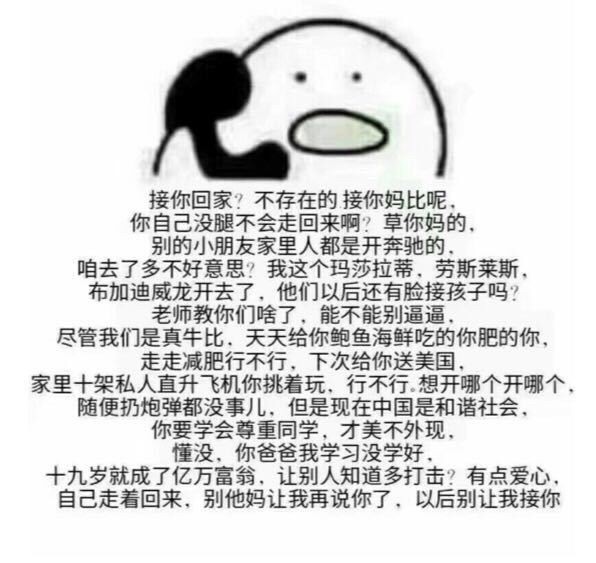 接你回家？不存在的 接你妈比呢，
你自己没腿不会走回来啊？草你妈的，
别的小朋友家里人都是开奔驰的，
咱去了多不好意思？我这个玛莎拉蒂，劳斯莱斯，
布加迪威龙开去了，他们以后还有脸接孩子吗？
老师教你们啥了，能不能别逼逼，
尽管我们是真牛比，天天给你鲍鱼海鲜吃的你肥的你，
走走减肥行不行，下次给你送美国，
家里十架私人直升飞机你挑着玩，行不行。想开哪个开哪个，
随便扔炮弹都没事儿，但是现在中国是和谐社会，
你要学会尊重同学，才美不外现，
懂没，你爸爸我学习没学好，
十九岁就成了亿万富翁，让别人知道多打击？有点爱心，
自己走着回来，别他妈让我再说你了，以后别让我接你